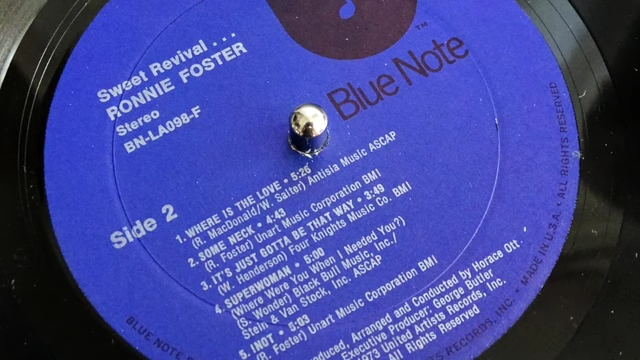 Blue Note
™
Sweet Revival . . .
RONNIE FOSTER
Stereo
BN-LA098-F
Side 2
1. WHERE IS THE LOVE • 5:26
(R. MacDonald/W. Salter) Antisia Music ASCAP
2. SOME NECK • 4:43
(R. Foster) Unart Music Corporation BMI
3. IT'S JUST GOTTA BE THAT WAY • 3:49
(W. Henderson) Four Knights Music Co. BMI
4. SUPERWOMAN • 5:00
(Where Were You When I Needed You?)
(S. Wonder) Black Bull Music, Inc./
Stein & Van Stock, Inc. ASCAP
5. 
(R. Foster) Unart Music Corporation BMI
Produced, Arranged and Conducted by Horace Ott
Executive Producer: George Butler
1973 United Artists Records, Inc.
All Rights Reserved
BLUE NOTE
RECORDS, INC. • MADE IN U.S.A. • ALL RIGHTS RESERVED